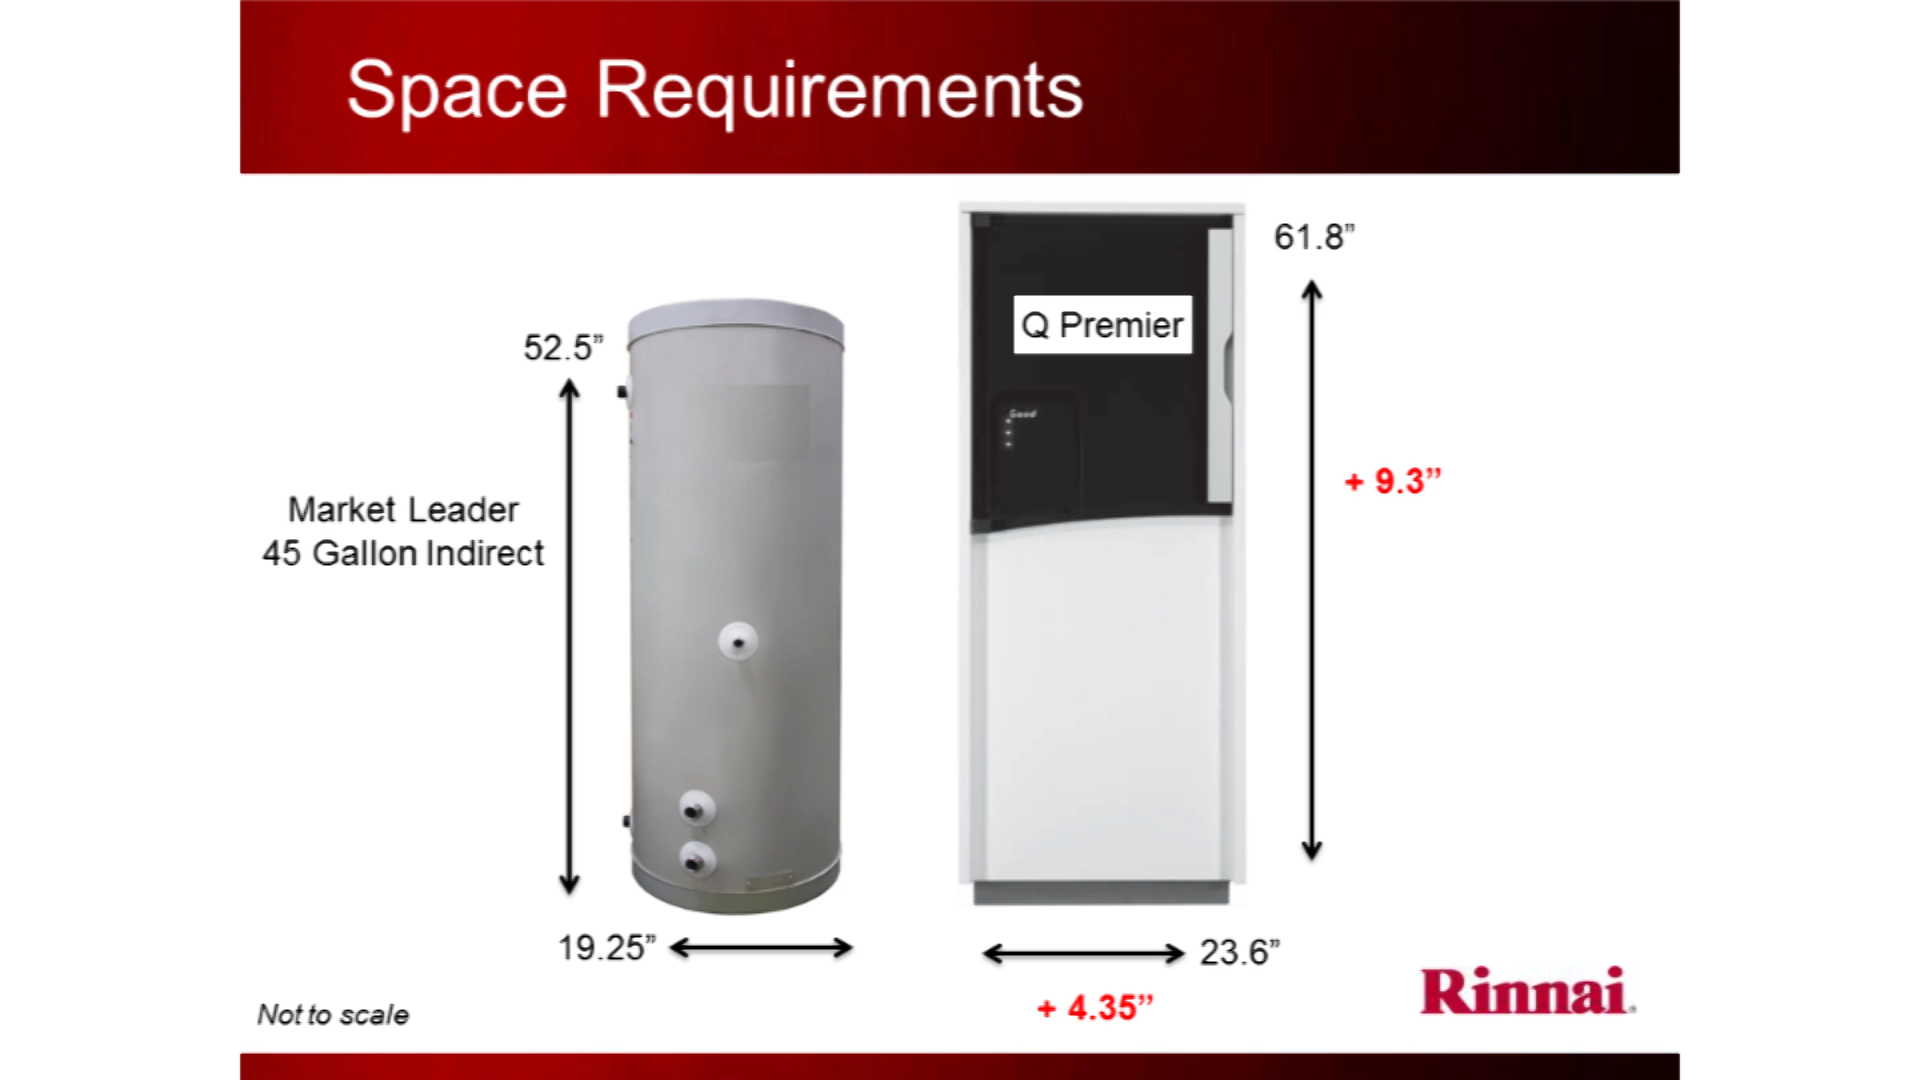 Space Requirements
61.8”
Q Premier
52.5”
Good
+ 9.3”
Market Leader
45 Gallon Indirect
19.25”
23.6”
+ 4.35”
Rinnai
Not to scale